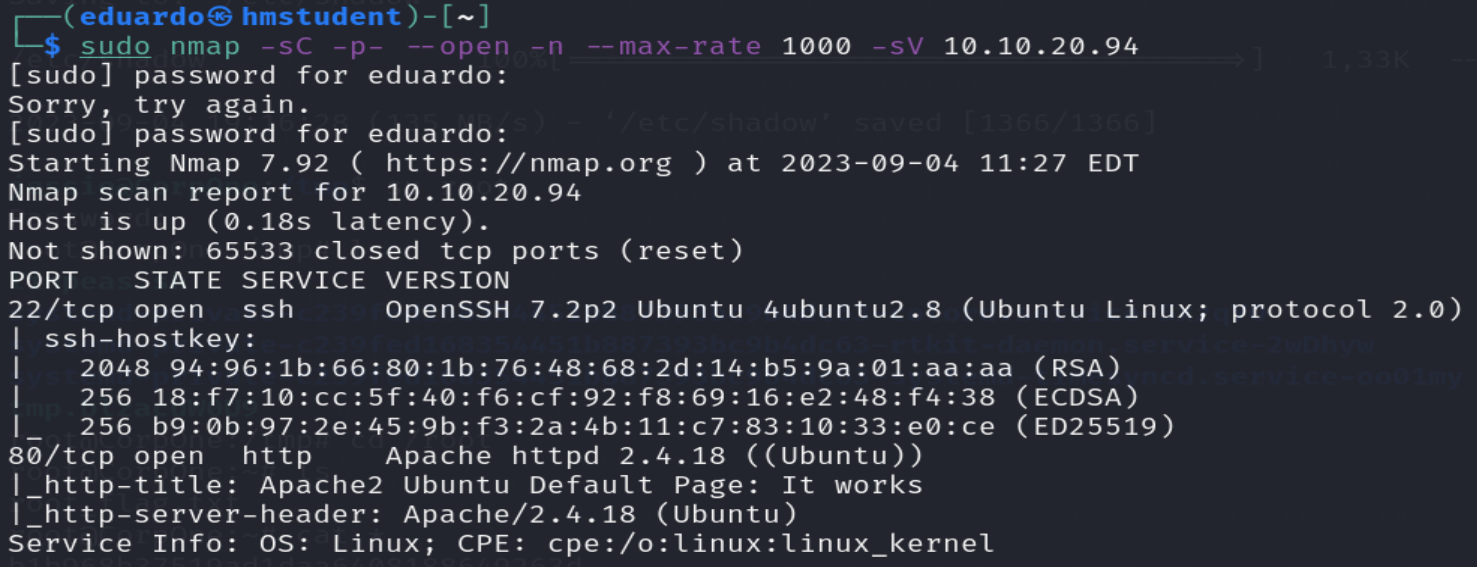 ┌──(eduardo㉿hmstudent)-[~]
└─$ sudo nmap -sC -p- --open -n --max-rate 1000 -sV 10.10.20.94
[sudo] password for eduardo:
Sorry, try again.
[sudo] password for eduardo:
Starting Nmap 7.92 ( https://nmap.org ) at 2023-09-04 11:27 EDT
Nmap scan report for 10.10.20.94
Host is up (0.18s latency).
Not shown: 65533 closed tcp ports (reset)
PORT   STATE SERVICE VERSION
22/tcp open  ssh     OpenSSH 7.2p2 Ubuntu 4ubuntu2.8 (Ubuntu Linux; protocol 2.0)
| ssh-hostkey:
|   2048 94:96:1b:66:80:1b:76:48:68:2d:14:b5:9a:01:aa:aa (RSA)
|   256 18:f7:10:cc:5f:40:f6:cf:92:f8:69:16:e2:48:f4:38 (ECDSA)
|_  256 b9:0b:97:2e:45:9b:f3:2a:4b:11:c7:83:10:33:e0:ce (ED25519)
80/tcp open  http    Apache httpd 2.4.18 ((Ubuntu))
|_http-title: Apache2 Ubuntu Default Page: It works
|_http-server-header: Apache/2.4.18 (Ubuntu)
Service Info: OS: Linux; CPE: cpe:/o:linux:linux_kernel